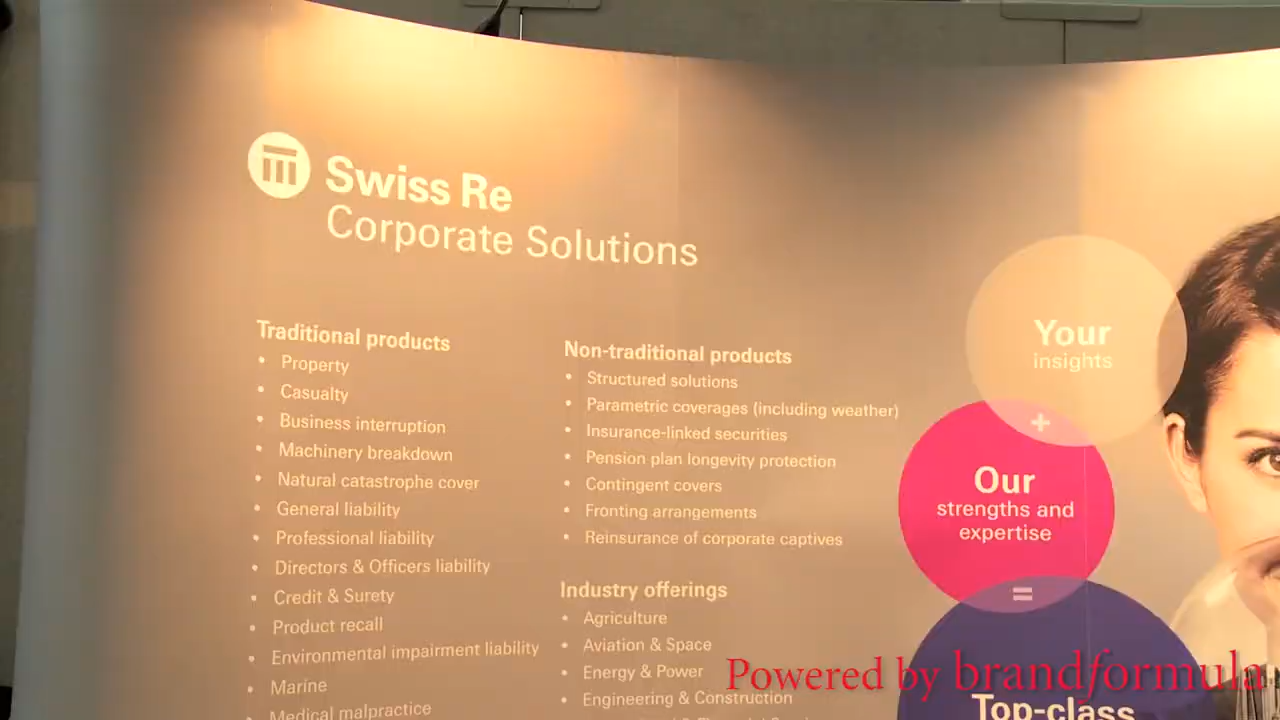 Swiss Re
Corporate Solutions
Traditional products
• Property
• Casualty
• Business interruption
• Machinery breakdown
• Natural catastrophe cover
• General liability
• Professional liability
• Directors & Officers liability
• Credit & Surety
• Product recall
• Environmental impairment liability
• Marine
• Medical malpractice
Non-traditional products
• Structured solutions
• Parametric coverages (including weather)
• Insurance-linked securities
• Pension plan longevity protection
• Contingent covers
• Fronting arrangements
• Reinsurance of corporate captives
Industry offerings
• Agriculture
• Aviation & Space
• Energy & Power
• Engineering & Construction
Your
insights
+
Our
strengths and
expertise
=
Top-class
Powered by brandformula